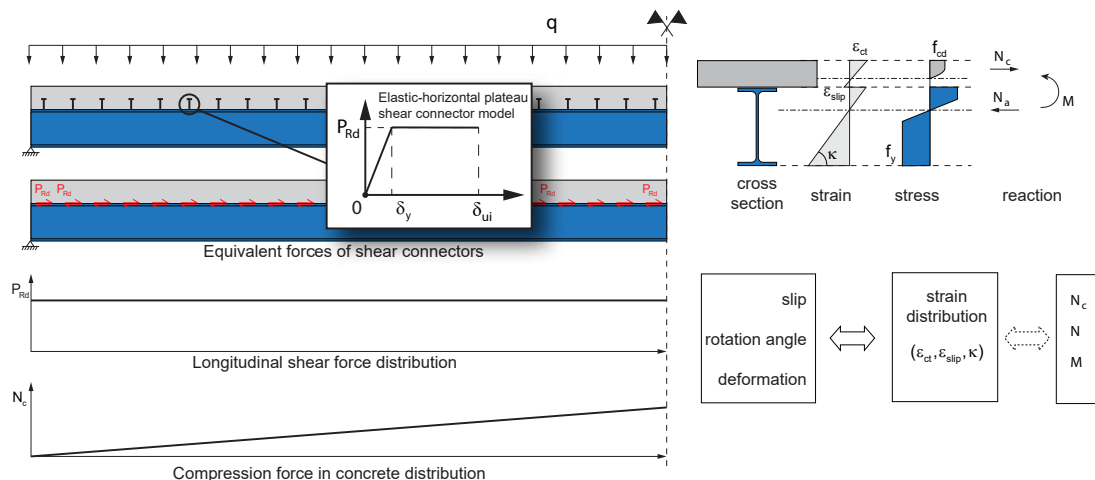 q
Elastic-horizontal plateau
shear connector model
P_Rd
0
δ_y
δ_ui
P_Rd P_Rd
P_Rd
P_Rd
Equivalent forces of shear connectors
P_Rd
Longitudinal shear force distribution
N_c
Compression force in concrete distribution
ε_ct
f_cd
N_c
ε_slip
N_a
M
f_y
κ
cross
section
strain
stress
reaction
slip
rotation angle
deformation
strain
distribution
(ε_ct,ε_slip,κ)
N_c
N
M